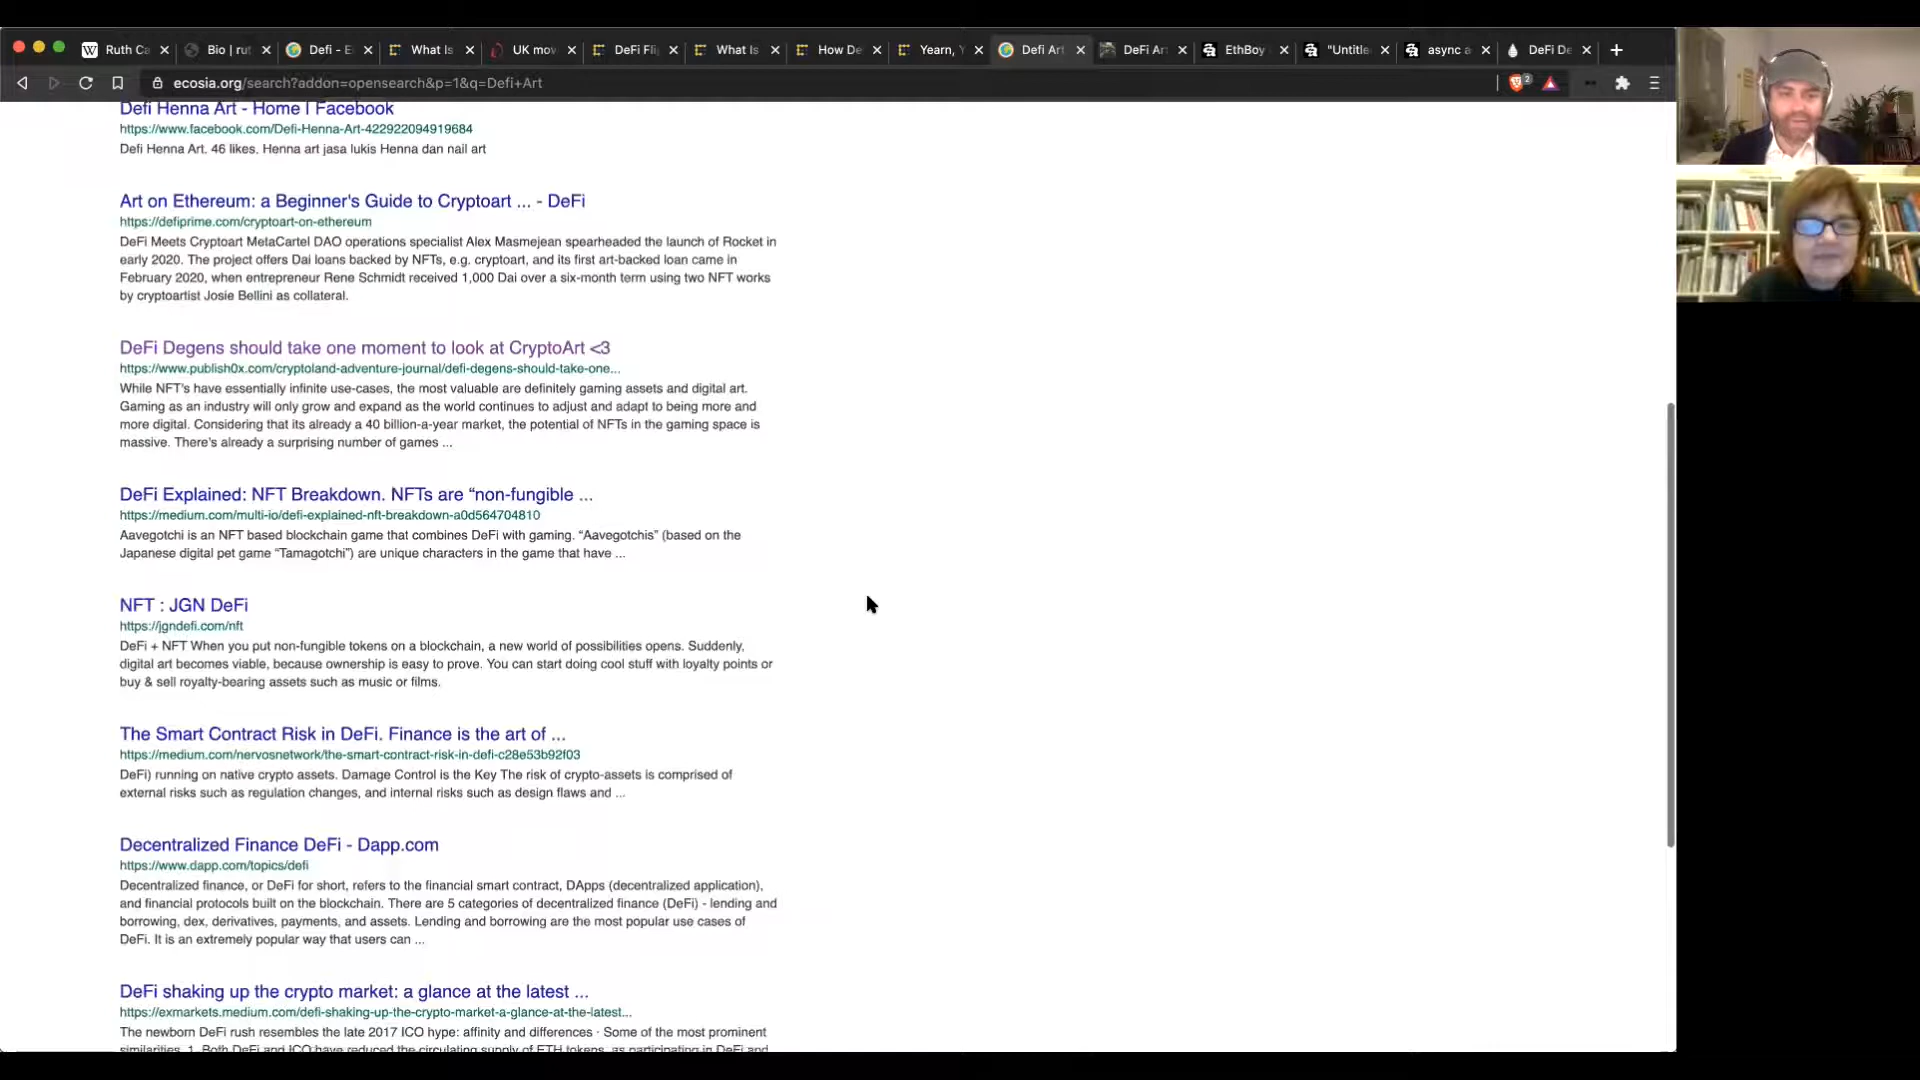 Ruth Ca
Bio | rut
Defi - E
What Is
UK mov
DeFi Fli
What Is
How De
Yearn, Y
Defi Art
DeFi Ar
EthBoy
"Untitle
async a
DeFi De
ecosia.org/search?addon=opensearch&p=1&q=Defi+Art
2
Defi Henna Art - Home | Facebook
https://www.facebook.com/Defi-Henna-Art-422922094919684
Defi Henna Art. 46 likes. Henna art jasa lukis Henna dan nail art
Art on Ethereum: a Beginner's Guide to Cryptoart ... - DeFi
https://defiprime.com/cryptoart-on-ethereum
DeFi Meets Cryptoart MetaCartel DAO operations specialist Alex Masmejean spearheaded the launch of Rocket in
early 2020. The project offers Dai loans backed by NFTs, e.g. cryptoart, and its first art-backed loan came in
February 2020, when entrepreneur Rene Schmidt received 1,000 Dai over a six-month term using two NFT works
by cryptoartist Josie Bellini as collateral.
DeFi Degens should take one moment to look at CryptoArt <3
https://www.publish0x.com/cryptoland-adventure-journal/defi-degens-should-take-one...
While NFT's have essentially infinite use-cases, the most valuable are definitely gaming assets and digital art.
Gaming as an industry will only grow and expand as the world continues to adjust and adapt to being more and
more digital. Considering that its already a 40 billion-a-year market, the potential of NFTs in the gaming space is
massive. There's already a surprising number of games ...
DeFi Explained: NFT Breakdown. NFTs are “non-fungible ...
https://medium.com/multi-io/defi-explained-nft-breakdown-a0d564704810
Aavegotchi is an NFT based blockchain game that combines DeFi with gaming. “Aavegotchis” (based on the
Japanese digital pet game “Tamagotchi”) are unique characters in the game that have ...
NFT : JGN DeFi
https://jgndefi.com/nft
DeFi + NFT When you put non-fungible tokens on a blockchain, a new world of possibilities opens. Suddenly,
digital art becomes viable, because ownership is easy to prove. You can start doing cool stuff with loyalty points or
buy & sell royalty-bearing assets such as music or films.
The Smart Contract Risk in DeFi. Finance is the art of ...
https://medium.com/nervosnetwork/the-smart-contract-risk-in-defi-c28e53b92f03
DeFi) running on native crypto assets. Damage Control is the Key The risk of crypto-assets is comprised of
external risks such as regulation changes, and internal risks such as design flaws and ...
Decentralized Finance DeFi - Dapp.com
https://www.dapp.com/topics/defi
Decentralized finance, or DeFi for short, refers to the financial smart contract, DApps (decentralized application),
and financial protocols built on the blockchain. There are 5 categories of decentralized finance (DeFi) - lending and
borrowing, dex, derivatives, payments, and assets. Lending and borrowing are the most popular use cases of
DeFi. It is an extremely popular way that users can ...
DeFi shaking up the crypto market: a glance at the latest ...
https://exmarkets.medium.com/defi-shaking-up-the-crypto-market-a-glance-at-the-latest...
The newborn DeFi rush resembles the late 2017 ICO hype: affinity and differences · Some of the most prominent
similarities. 1. Both DeFi and ICO have reduced the circulating supply of ETH tokens, as participating in DeFi and